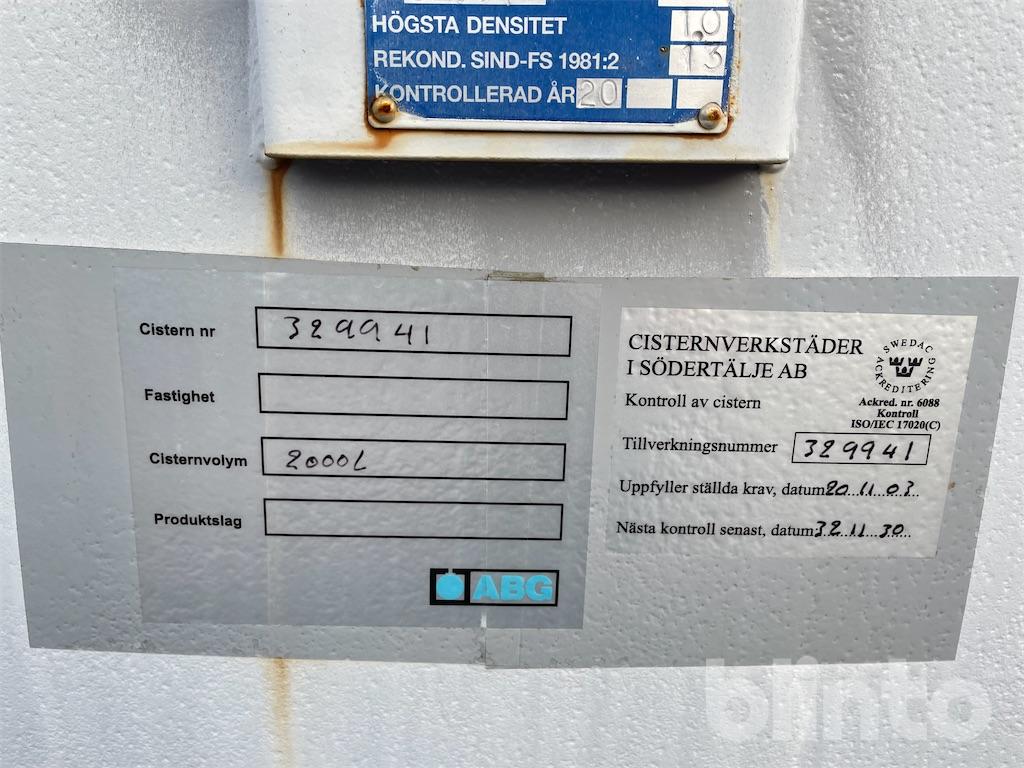 HÖGSTA DENSITET 1,0
REKOND. SIND-FS 1981:2 13
KONTROLLERAD ÅR 20
Cistern nr 329941
Fastighet
Cisternvolym 2000L
Produktslag
ABG
CISTERNVERKSTÄDER
I SÖDERTÄLJE AB
Kontroll av cistern
SWEDAC
ACKREDITERING
Ackred. nr. 6088
Kontroll
ISO/IEC 17020(C)
Tillverkningsnummer 329941
Uppfyller ställda krav, datum 20..11...03...
Nästa kontroll senast, datum 32..11...30...
blinto